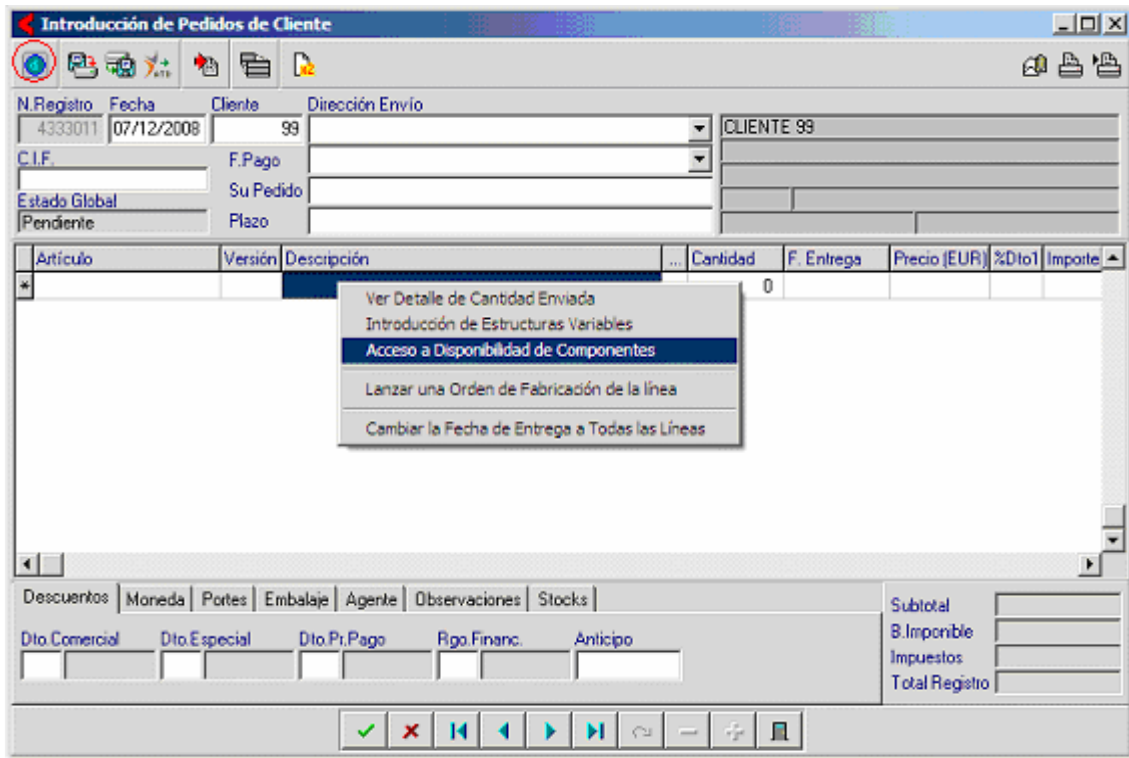 Introducción de Pedidos de Cliente
N.Registro Fecha Cliente Dirección Envío
4333011 07/12/2008 99 CLIENTE 99
C.I.F. F.Pago
Su Pedido
Estado Global
Pendiente Plazo
Artículo Versión Descripción ... Cantidad F. Entrega Precio (EUR) %Dto1 Importe
* 0
Ver Detalle de Cantidad Enviada
Introducción de Estructuras Variables
Acceso a Disponibilidad de Componentes
Lanzar una Orden de Fabricación de la línea
Cambiar la Fecha de Entrega a Todas las Líneas
Descuentos Moneda Portes Embalaje Agente Observaciones Stocks
Dto.Comercial Dto.Especial Dto.Pr.Pago Rgo.Financ. Anticipo
Subtotal
B.Imponible
Impuestos
Total Registro